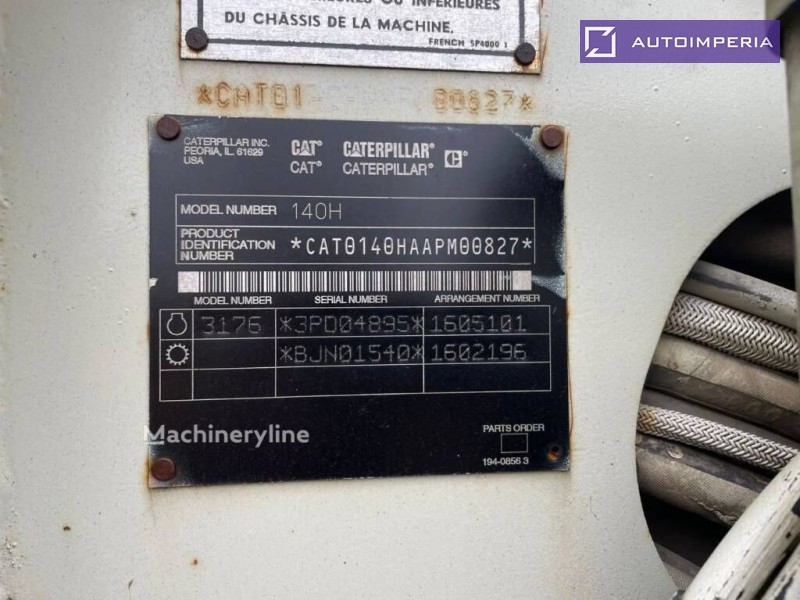 OU INFÉRIEURES
DU CHÂSSIS DE LA MACHINE.
FRENCH SP4000 1
AUTOIMPERIA
*CAT01 00827*
CATERPILLAR INC.
PEORIA, IL. 61629
USA
CAT® CATERPILLAR® C®
CAT® CATERPILLAR®
MODEL NUMBER 140H
PRODUCT
IDENTIFICATION
NUMBER
*CAT0140HAAPM00827*
MODEL NUMBER SERIAL NUMBER ARRANGEMENT NUMBER
3176 *3PD04895* 1605101
*BJN01540* 1602196
PARTS ORDER
194-0856 3
Machineryline